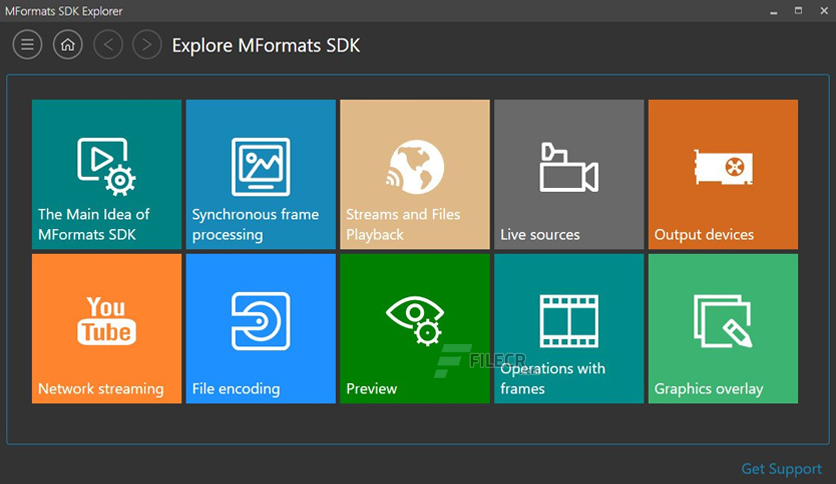 MFormats SDK Explorer
Explore MFormats SDK
The Main Idea of
MFormats SDK
Synchronous frame
processing
Streams and Files
Playback
Live sources
Output devices
You
Tube
Network streaming
File encoding
Preview
FILECR
Operations with
frames
Graphics overlay
Get Support